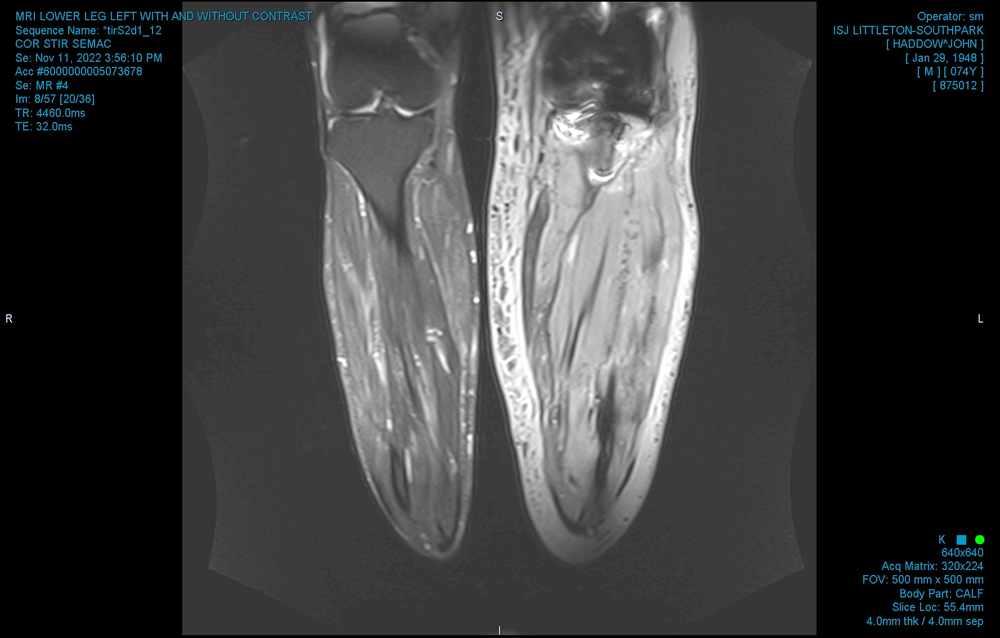 MRI LOWER LEG LEFT WITH AND WITHOUT CONTRAST
Sequence Name: *tirS2d1_12
COR STIR SEMAC
Se: Nov 11, 2022 3:56:10 PM
Acc #6000000005073678
Se: MR #4
Im: 8/57 [20/36]
TR: 4460.0ms
TE: 32.0ms
S
Operator: sm
ISJ LITTLETON-SOUTHPARK
[ HADDOW^JOHN ]
[ Jan 29, 1948 ]
[ M ] [ 074Y ]
[ 875012 ]
R
L
K
640x640
Acq Matrix: 320x224
FOV: 500 mm x 500 mm
Body Part: CALF
Slice Loc: 55.4mm
4.0mm thk / 4.0mm sep
I